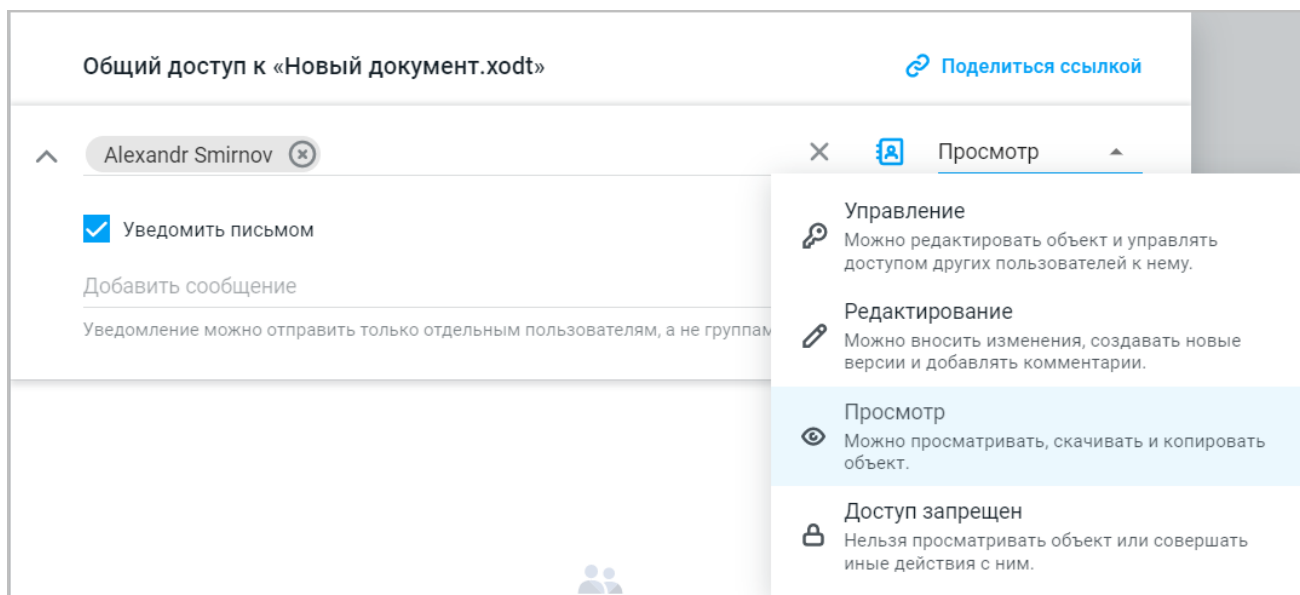 Общий доступ к «Новый документ.xodt»
Поделиться ссылкой
Alexandr Smirnov
Просмотр
Уведомить письмом
Добавить сообщение
Уведомление можно отправить только отдельным пользователям, а не группам
Управление
Можно редактировать объект и управлять
доступом других пользователей к нему.
Редактирование
Можно вносить изменения, создавать новые
версии и добавлять комментарии.
Просмотр
Можно просматривать, скачивать и копировать
объект.
Доступ запрещен
Нельзя просматривать объект или совершать
иные действия с ним.